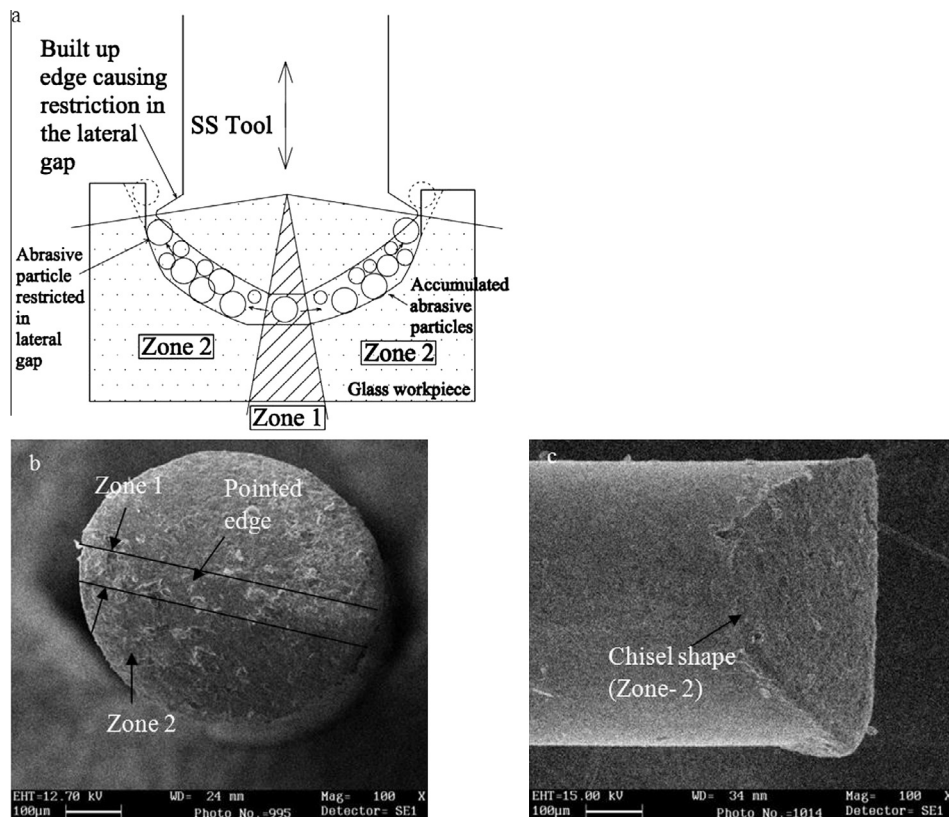 a
Built up
edge causing
restriction in
the lateral
gap
SS Tool
Abrasive
particle
restricted
in
lateral
gap
Accumulated
abrasive
particles
Zone 2
Zone 2
Glass workpiece
Zone 1
b
Zone 1
Pointed
edge
Zone 2
EHT=12.70 kV WD= 24 mm Mag= 100 X
100µm Photo No.=995 Detector= SE1
c
Chisel shape
(Zone- 2)
EHT=15.00 kV WD= 34 mm Mag= 100 X
100µm Photo No.=1014 Detector= SE1